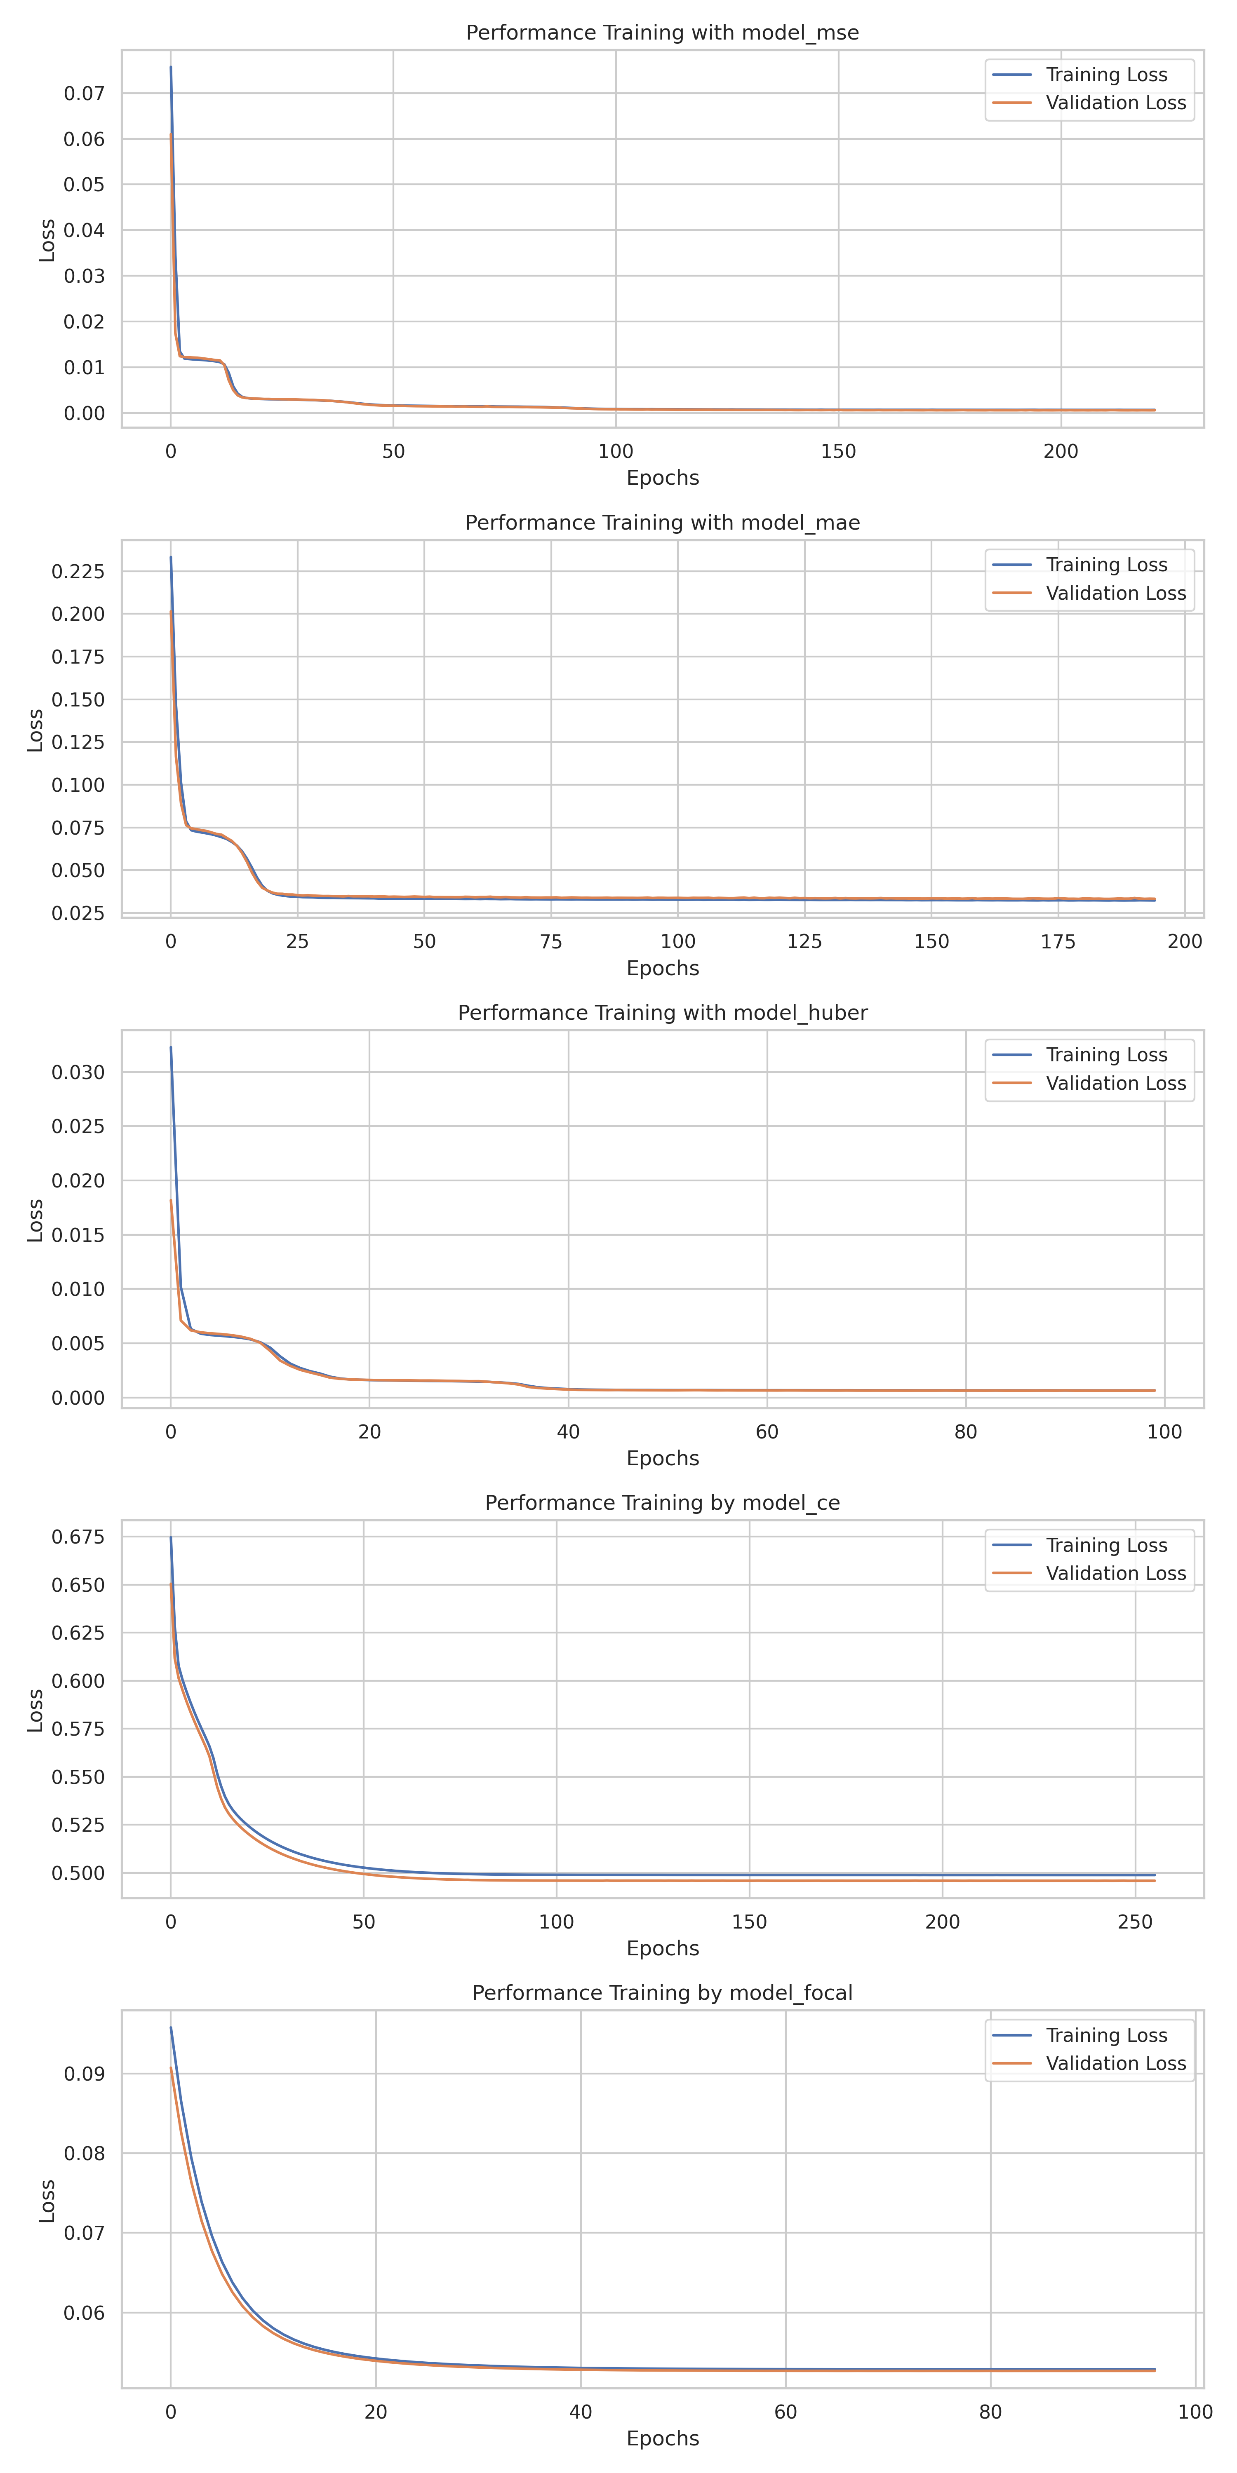 Performance Training with model_mse
Training Loss
Validation Loss
0.07
0.06
0.05
0.04
0.03
0.02
0.01
0.00
Loss
0 50 100 150 200
Epochs
Performance Training with model_mae
Training Loss
Validation Loss
0.225
0.200
0.175
0.150
0.125
0.100
0.075
0.050
0.025
Loss
0 25 50 75 100 125 150 175 200
Epochs
Performance Training with model_huber
Training Loss
Validation Loss
0.030
0.025
0.020
0.015
0.010
0.005
0.000
Loss
0 20 40 60 80 100
Epochs
Performance Training by model_ce
Training Loss
Validation Loss
0.675
0.650
0.625
0.600
0.575
0.550
0.525
0.500
Loss
0 50 100 150 200 250
Epochs
Performance Training by model_focal
Training Loss
Validation Loss
0.09
0.08
0.07
0.06
Loss
0 20 40 60 80 100
Epochs